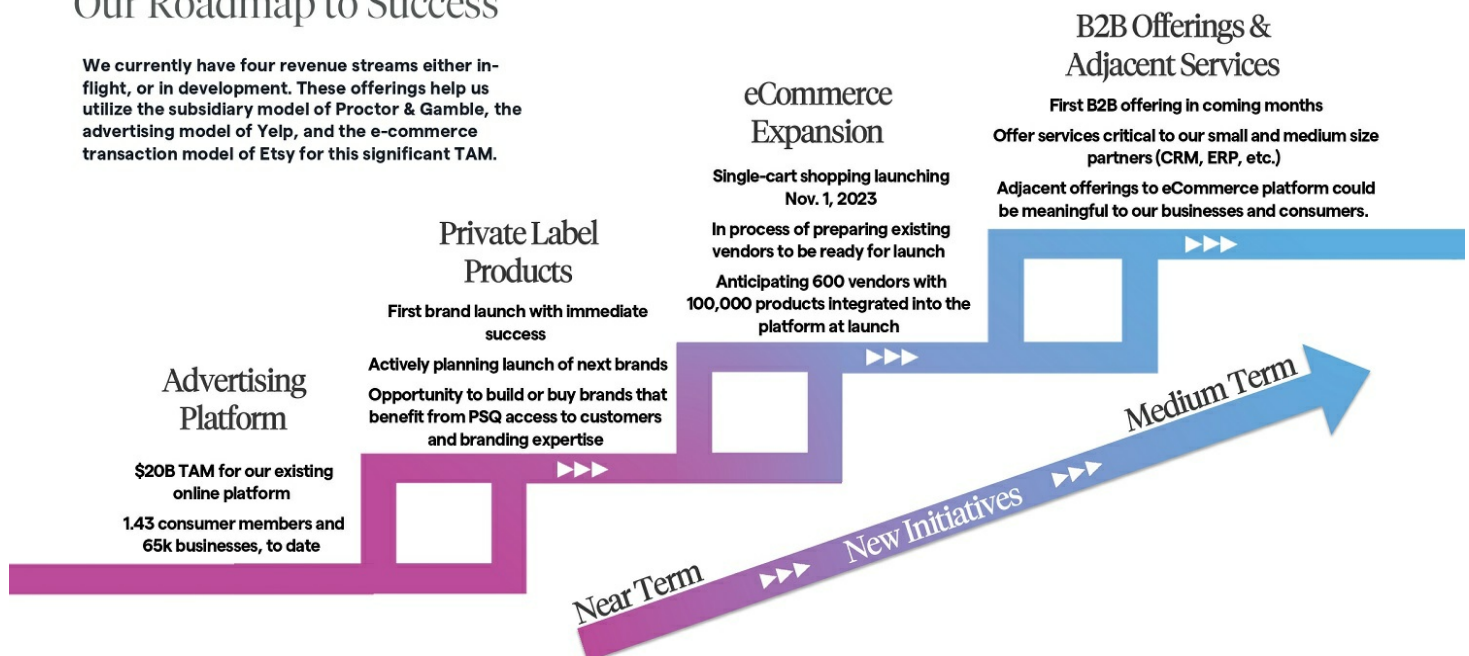 Our Roadmap to Success
We currently have four revenue streams either in-
flight, or in development. These offerings help us
utilize the subsidiary model of Proctor & Gamble, the
advertising model of Yelp, and the e-commerce
transaction model of Etsy for this significant TAM.
Advertising
Platform
$20B TAM for our existing
online platform
1.43 consumer members and
65k businesses, to date
Private Label
Products
First brand launch with immediate
success
Actively planning launch of next brands
Opportunity to build or buy brands that
benefit from PSQ access to customers
and branding expertise
eCommerce
Expansion
Single-cart shopping launching
Nov. 1, 2023
In process of preparing existing
vendors to be ready for launch
Anticipating 600 vendors with
100,000 products integrated into the
platform at launch
B2B Offerings &
Adjacent Services
First B2B offering in coming months
Offer services critical to our small and medium size
partners (CRM, ERP, etc.)
Adjacent offerings to eCommerce platform could
be meaningful to our businesses and consumers.
Near Term
New Initiatives
Medium Term